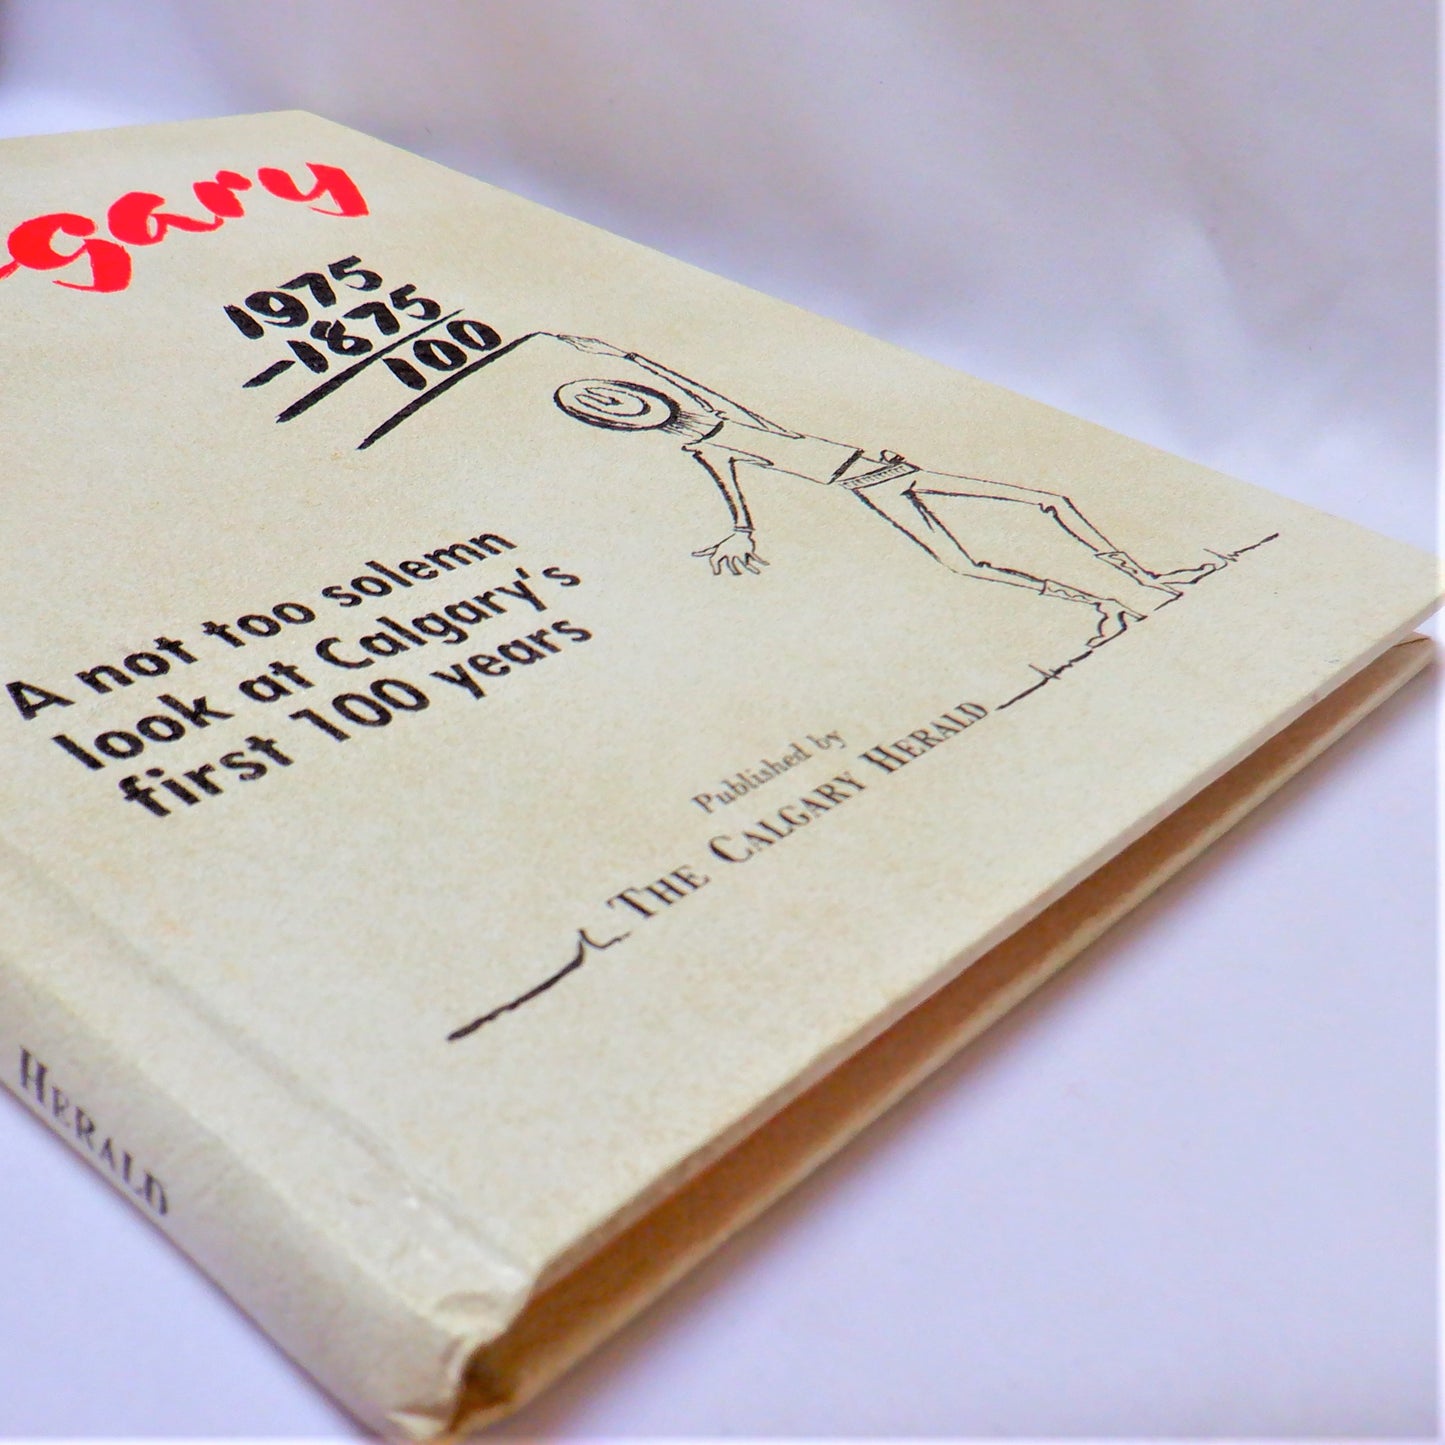 gary
1975
-1875
100
A not too solemn
look at Calgary's
first 100 years
Published by
THE CALGARY HERALD
HERALD